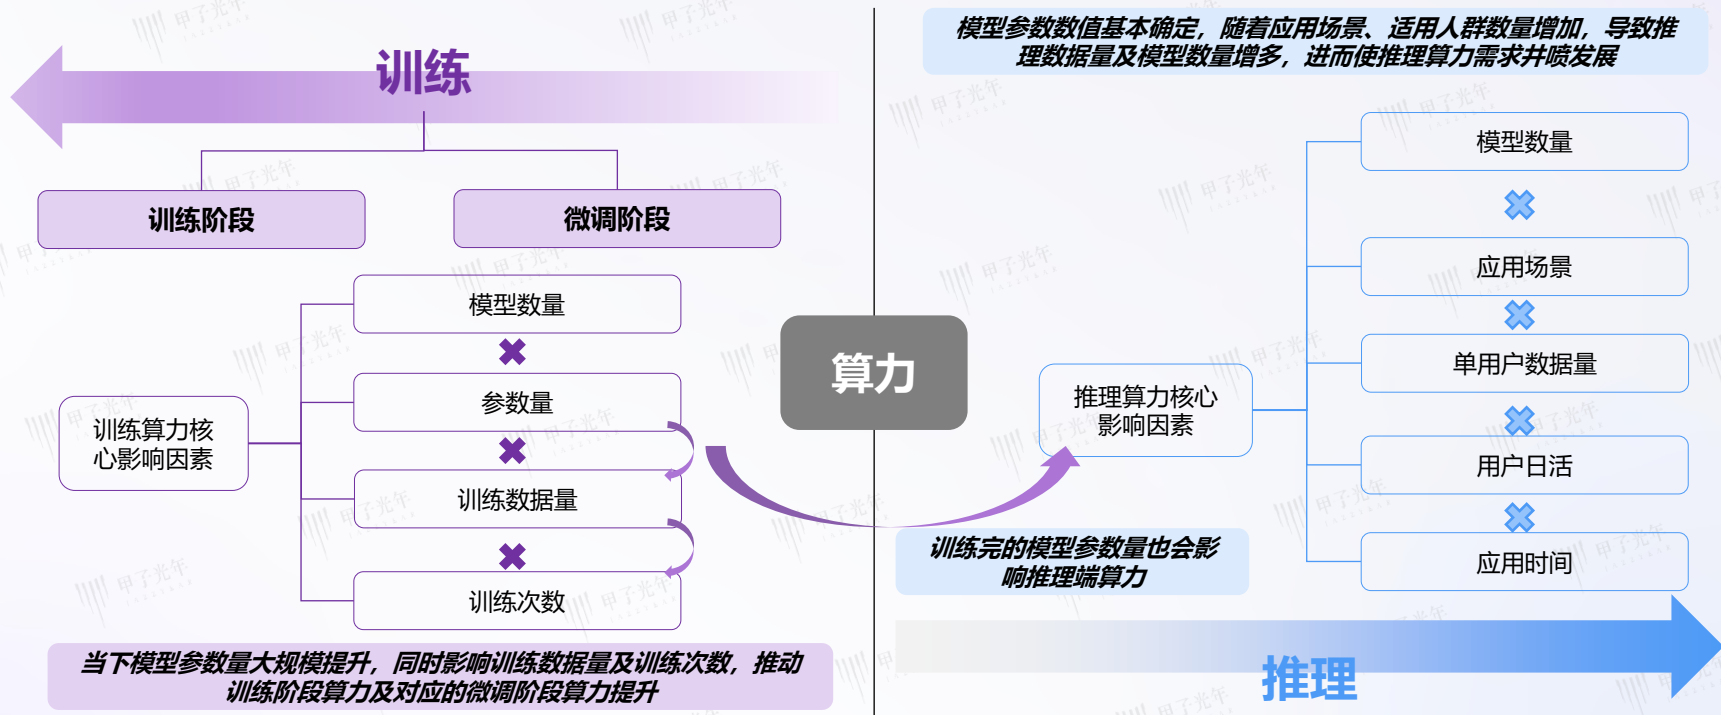 训练
训练阶段
微调阶段
训练算力核
心影响因素
模型数量
参数量
训练数据量
训练次数
当下模型参数量大规模提升，同时影响训练数据量及训练次数，推动
训练阶段算力及对应的微调阶段算力提升
算力
模型参数数值基本确定，随着应用场景、适用人群数量增加，导致推
理数据量及模型数量增多，进而使推理算力需求井喷发展
推理算力核心
影响因素
模型数量
应用场景
单用户数据量
用户日活
应用时间
训练完的模型参数量也会影
响推理端算力
推理
甲子光年